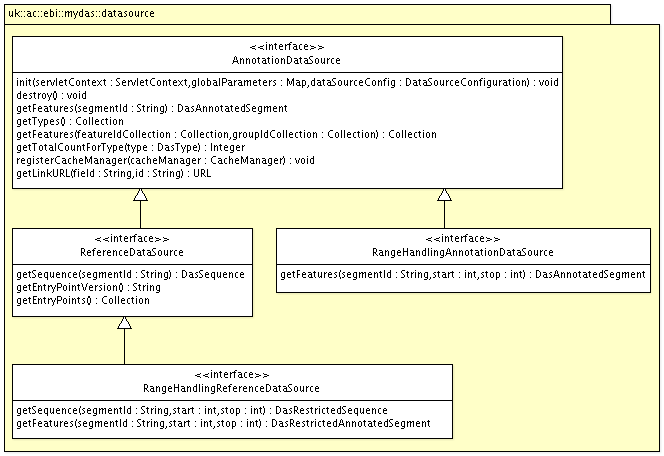 uk::ac::ebi::mydas::datasource
<<interface>>
AnnotationDataSource
init(servletContext : ServletContext,globalParameters : Map,dataSourceConfig : DataSourceConfiguration) : void
destroy() : void
getFeatures(segmentId : String) : DasAnnotatedSegment
getTypes() : Collection
getFeatures(featureIdCollection : Collection,groupIdCollection : Collection) : Collection
getTotalCountForType(type : DasType) : Integer
registerCacheManager(cacheManager : CacheManager) : void
getLinkURL(field : String,id : String) : URL
<<interface>>
ReferenceDataSource
getSequence(segmentId : String) : DasSequence
getEntryPointVersion() : String
getEntryPoints() : Collection
<<interface>>
RangeHandlingAnnotationDataSource
getFeatures(segmentId : String,start : int,stop : int) : DasAnnotatedSegment
<<interface>>
RangeHandlingReferenceDataSource
getSequence(segmentId : String,start : int,stop : int) : DasRestrictedSequence
getFeatures(segmentId : String,start : int,stop : int) : DasRestrictedAnnotatedSegment